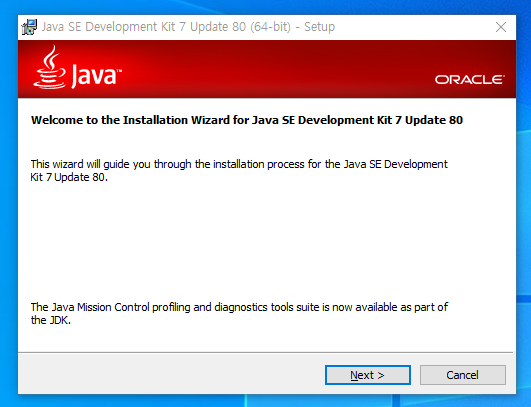 Java SE Development Kit 7 Update 80 (64-bit) - Setup
Java™
ORACLE®
Welcome to the Installation Wizard for Java SE Development Kit 7 Update 80
This wizard will guide you through the installation process for the Java SE Development
Kit 7 Update 80.
The Java Mission Control profiling and diagnostics tools suite is now available as part of
the JDK.
Next >
Cancel